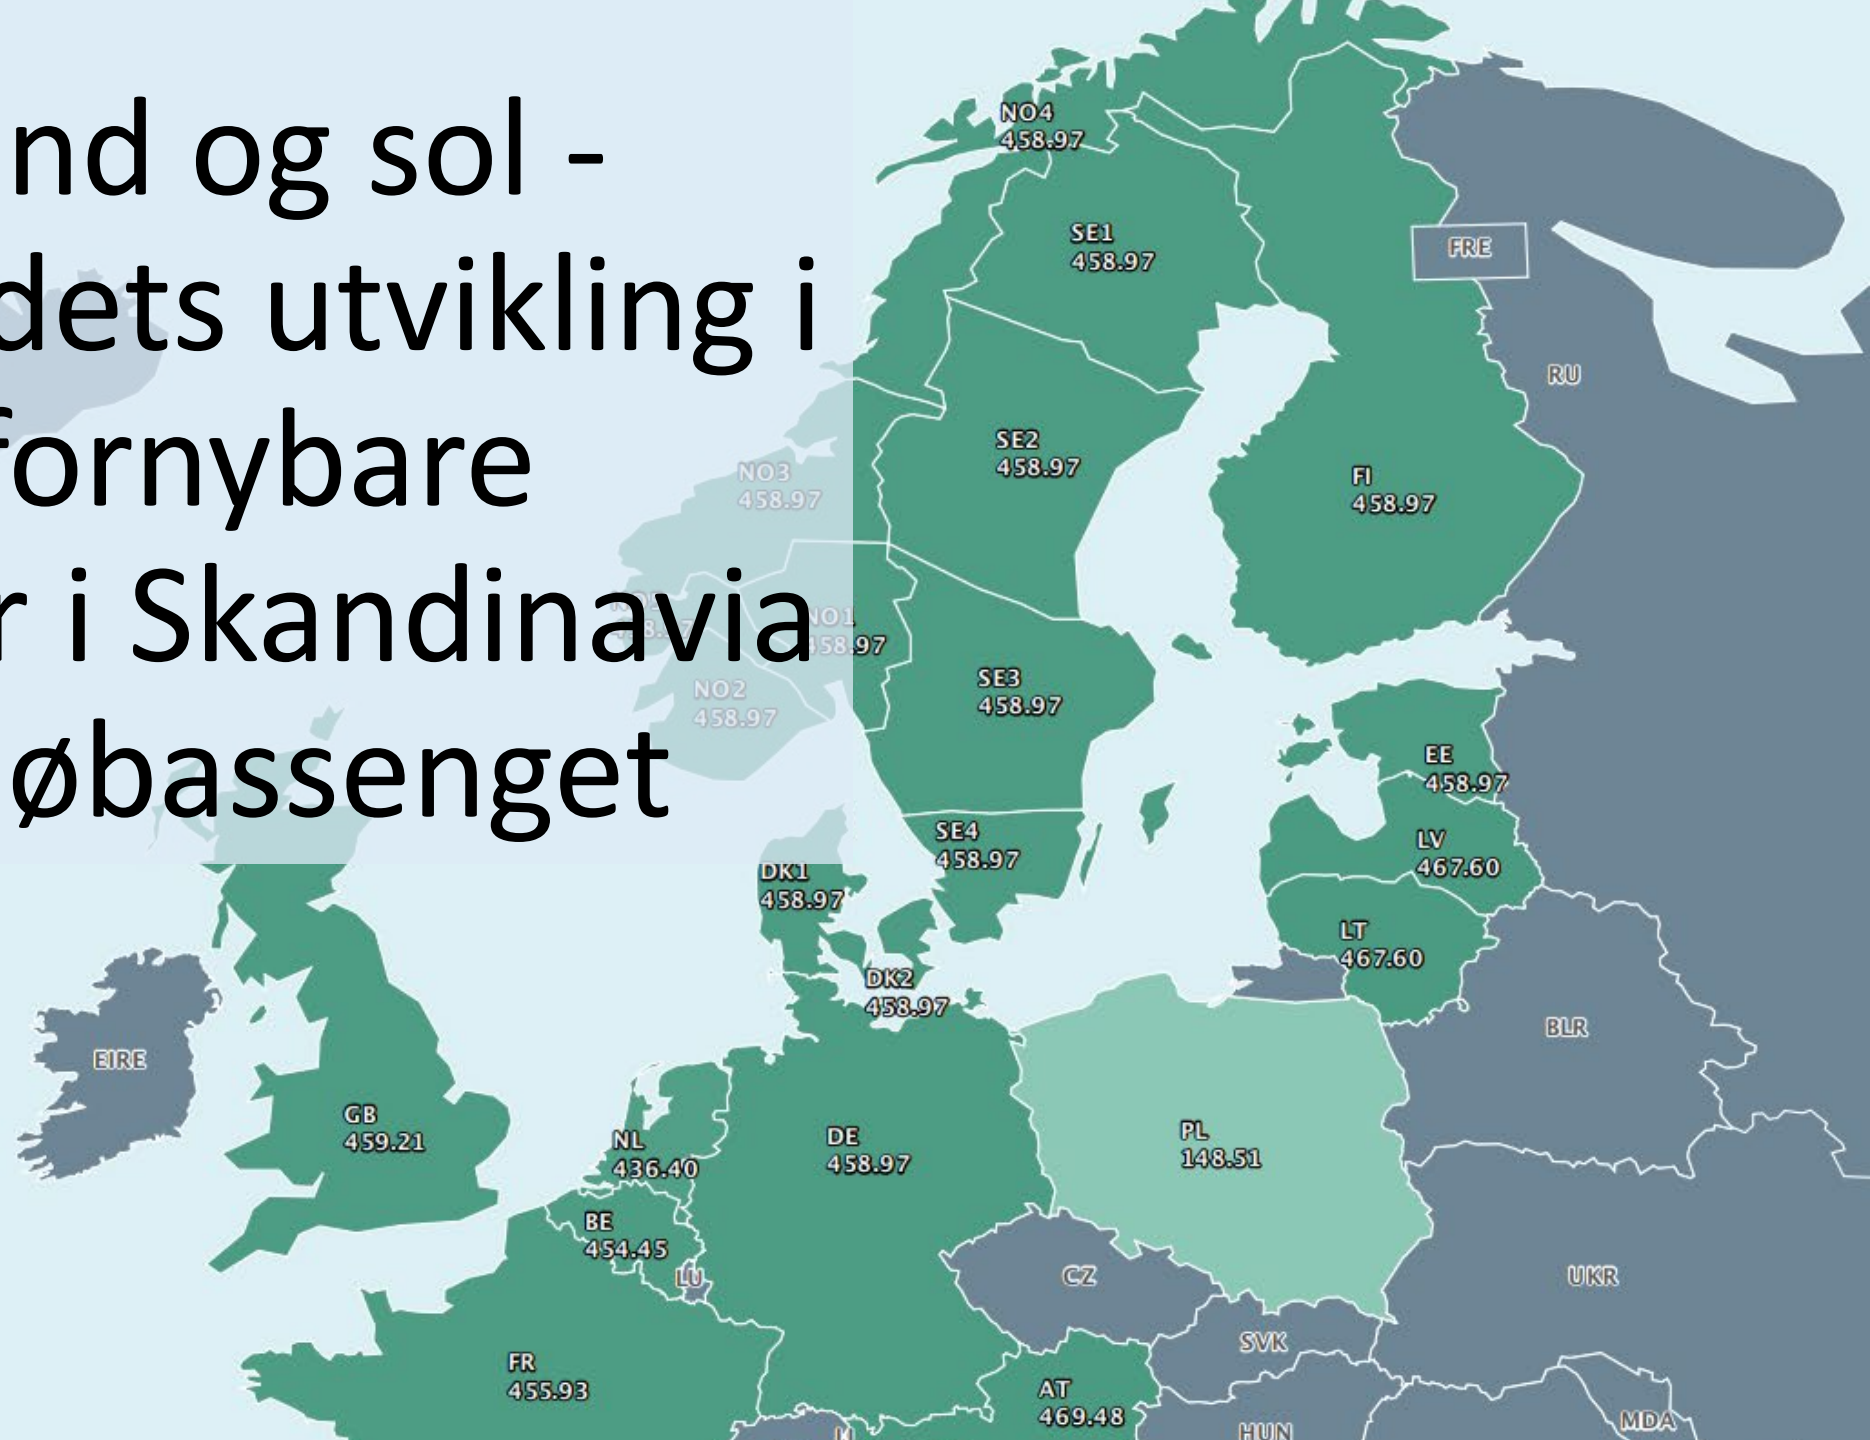 nd og sol -
dets utvikling i
fornybare
r i Skandinavia
øbassenget
NO4
458.97
SE1
458.97
FRE
RU
SE2
458.97
NO3
458.97
FI
458.97
NO1
458.97
SE3
458.97
NO2
458.97
EE
458.97
SE4
458.97
LV
467.60
DK1
458.97
LT
467.60
DK2
458.97
BLR
EIRE
GB
459.21
NL
436.40
DE
458.97
PL
148.51
BE
454.45
LU
CZ
UKR
SVK
FR
455.93
AT
469.48
HUN
MDA